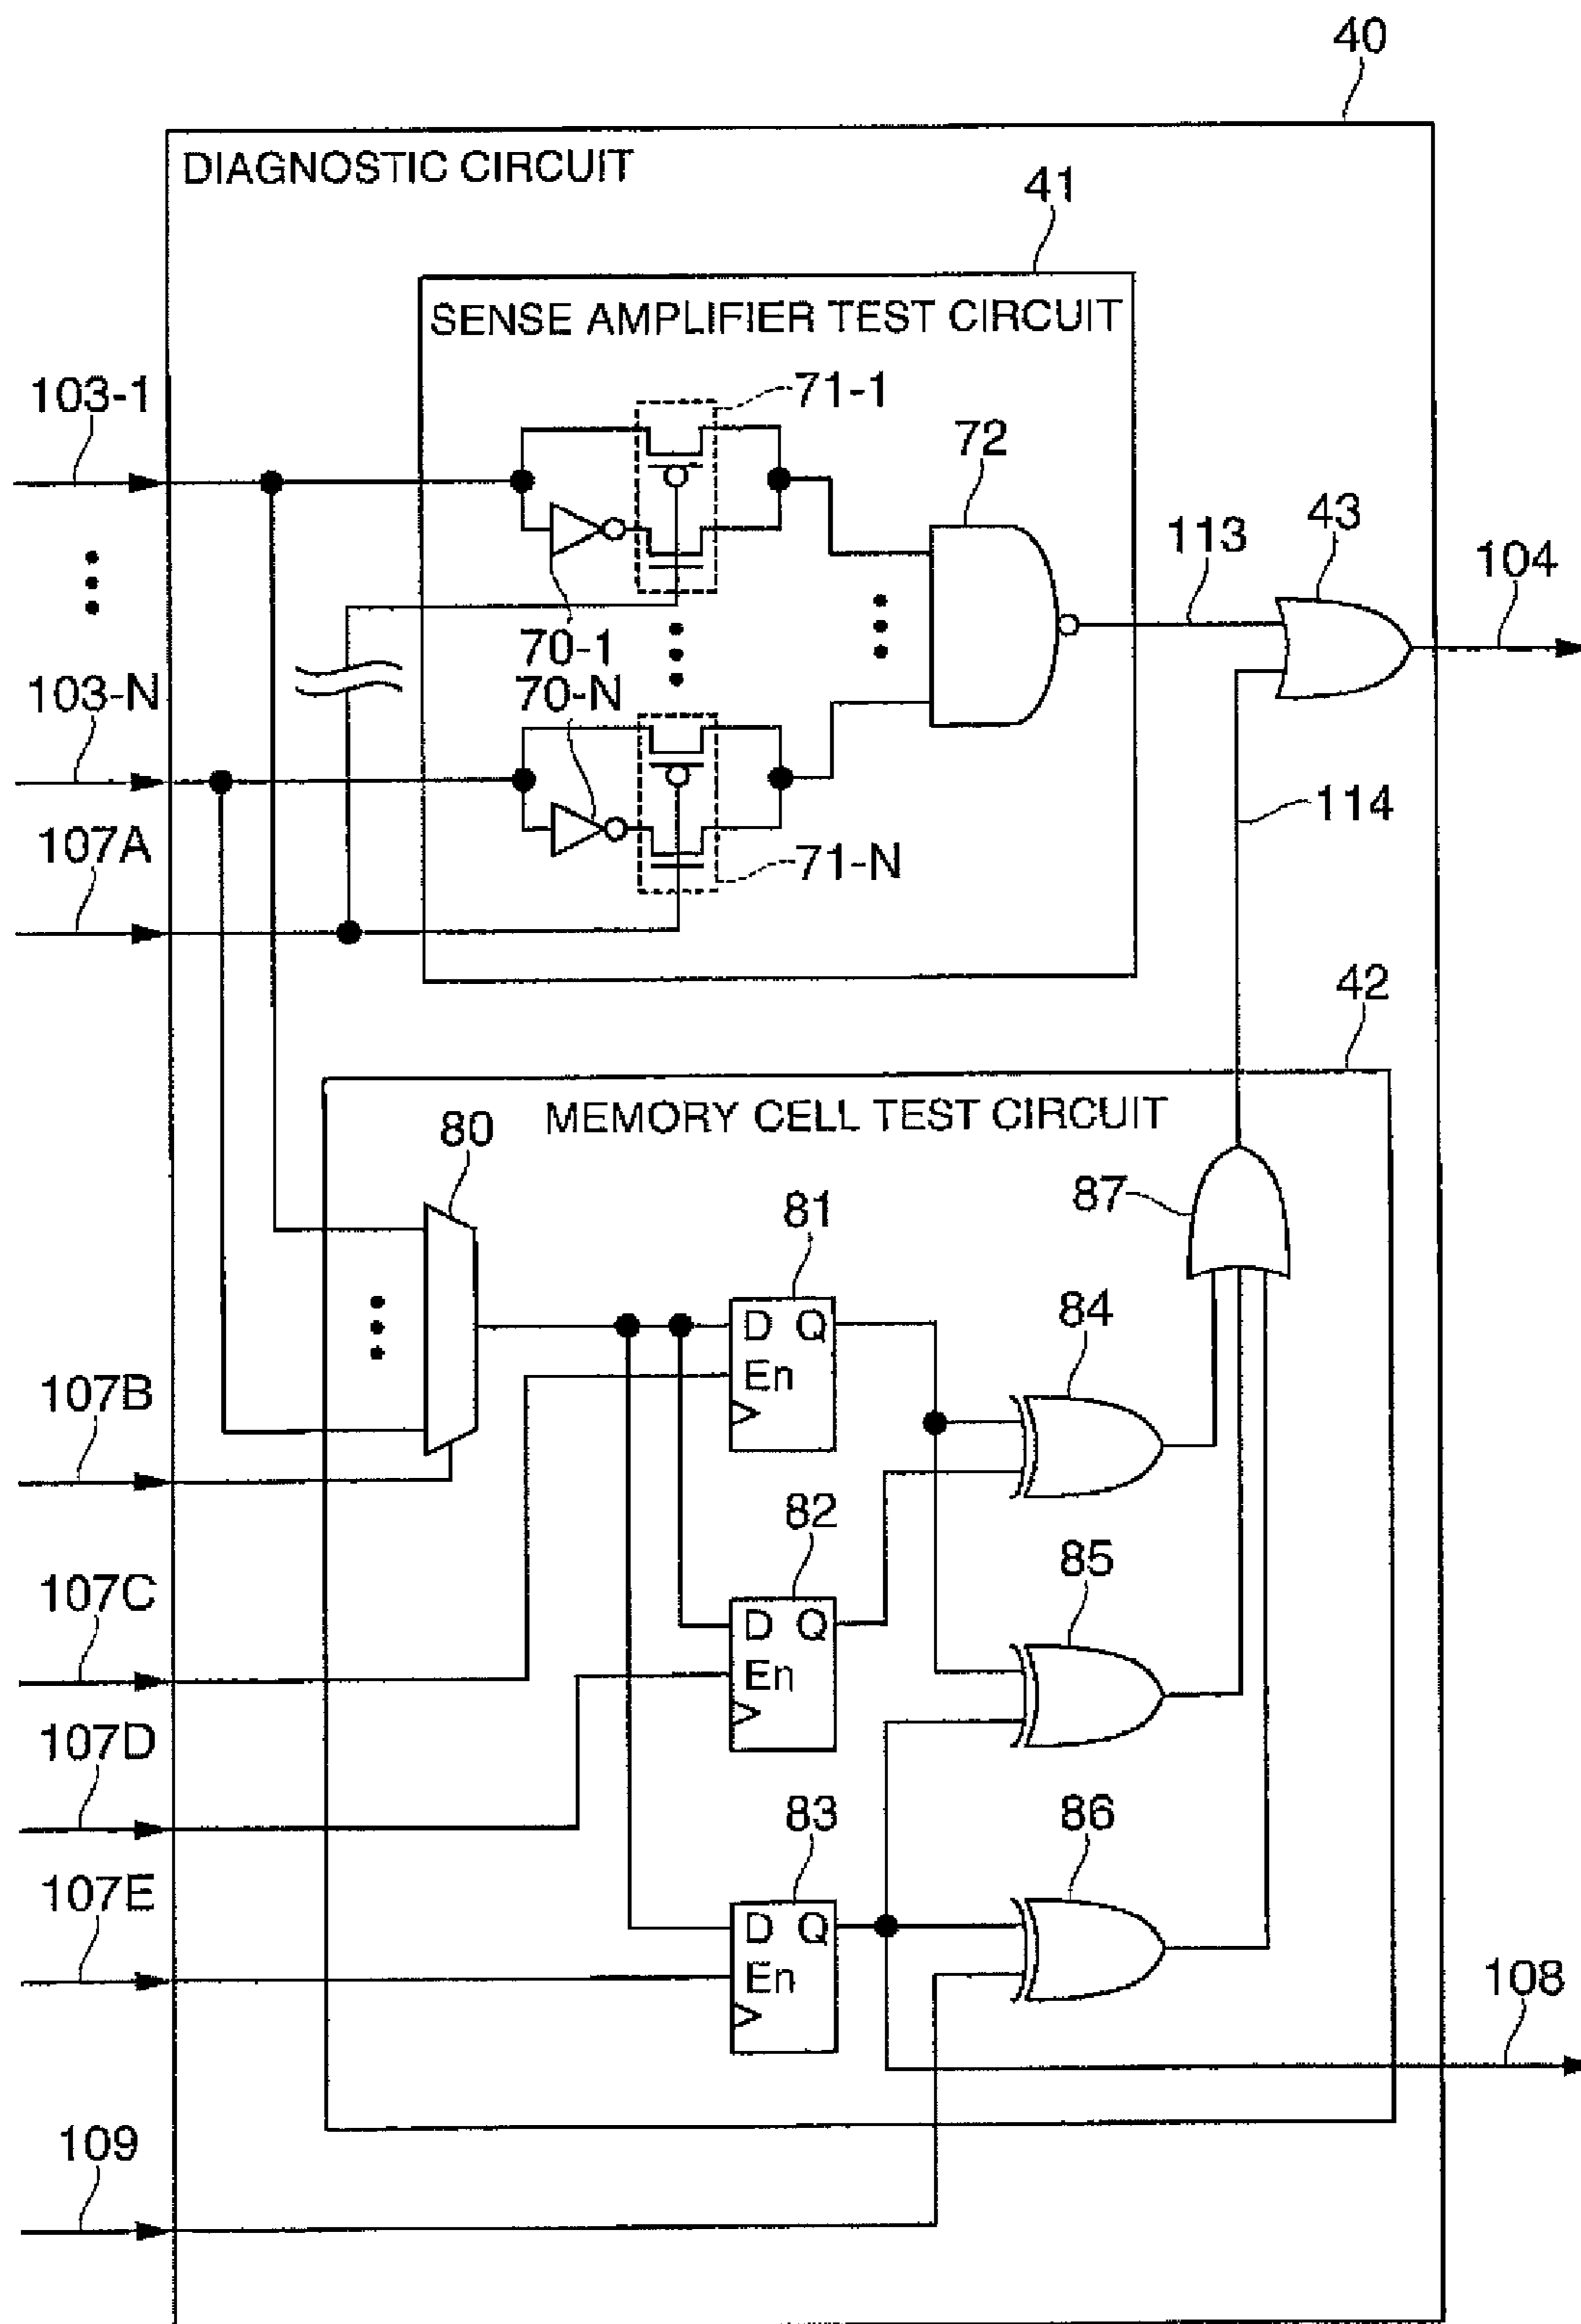 40
DIAGNOSTIC CIRCUIT
41
SENSE AMPLIFIER TEST CIRCUIT
103-1
71-1
72
113
43
104
70-1
70-N
103-N
107A
71-N
114
42
MEMORY CELL TEST CIRCUIT
80
87
81
D Q
En
84
107B
82
D Q
En
85
107C
107D
83
D Q
En
86
107E
108
109